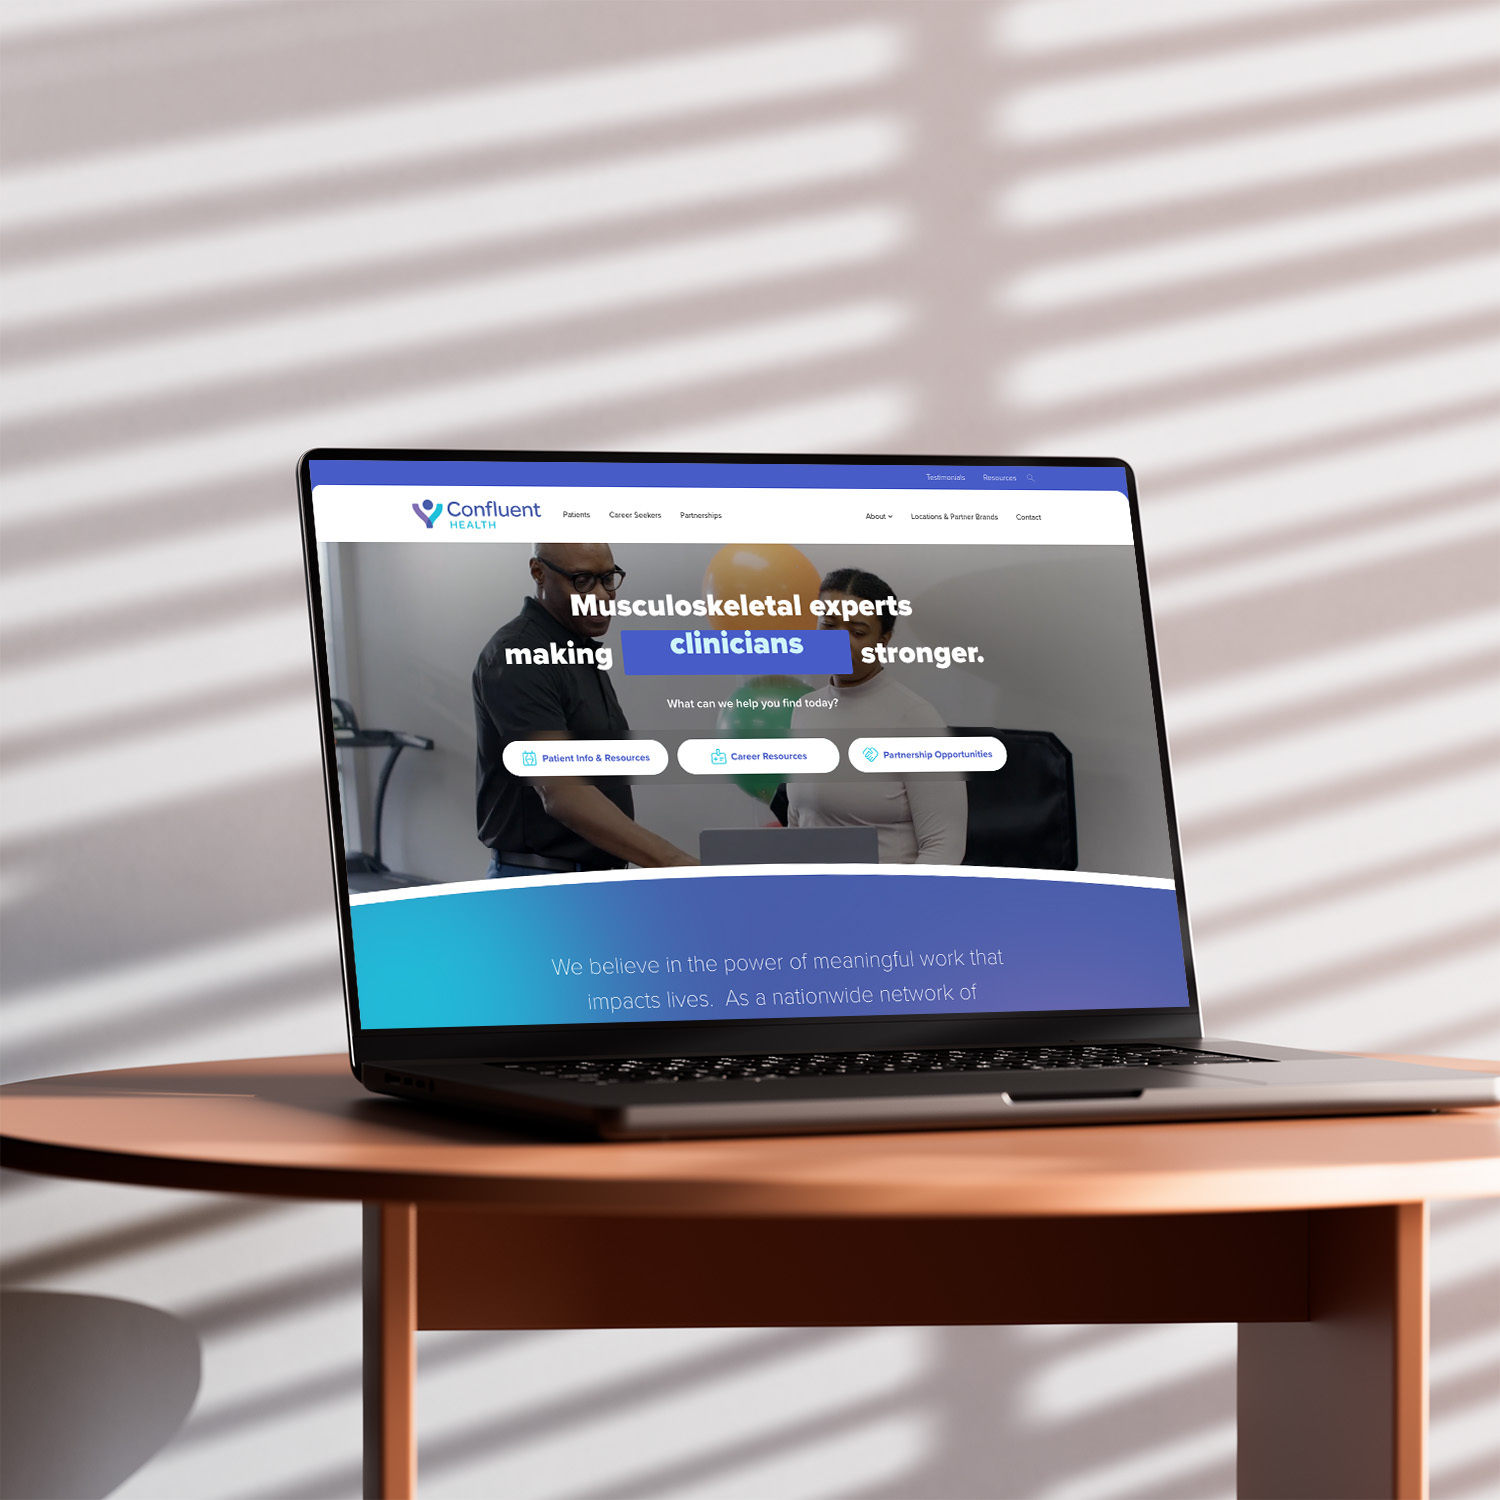 Testimonials Resources
Confluent
HEALTH
Patients Career Seekers Partnerships About Locations & Partner Brands Contact
Musculoskeletal experts
making clinicians stronger.
What can we help you find today?
Patient Info & Resources Career Resources Partnership Opportunities
We believe in the power of meaningful work that
impacts lives. As a nationwide network of